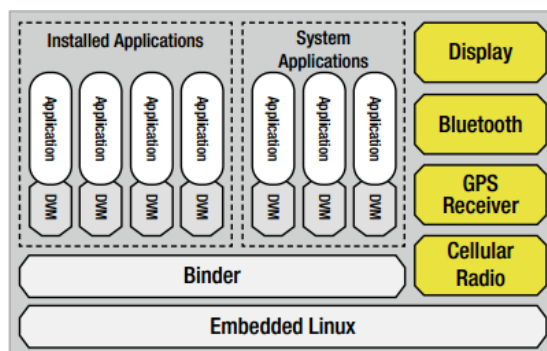 Installed Applications
System
Applications
Display
Application
Application
Application
Application
Application
Application
Application
Bluetooth
DVM
DVM
DVM
DVM
DVM
DVM
DVM
GPS
Receiver
Binder
Cellular
Radio
Embedded Linux